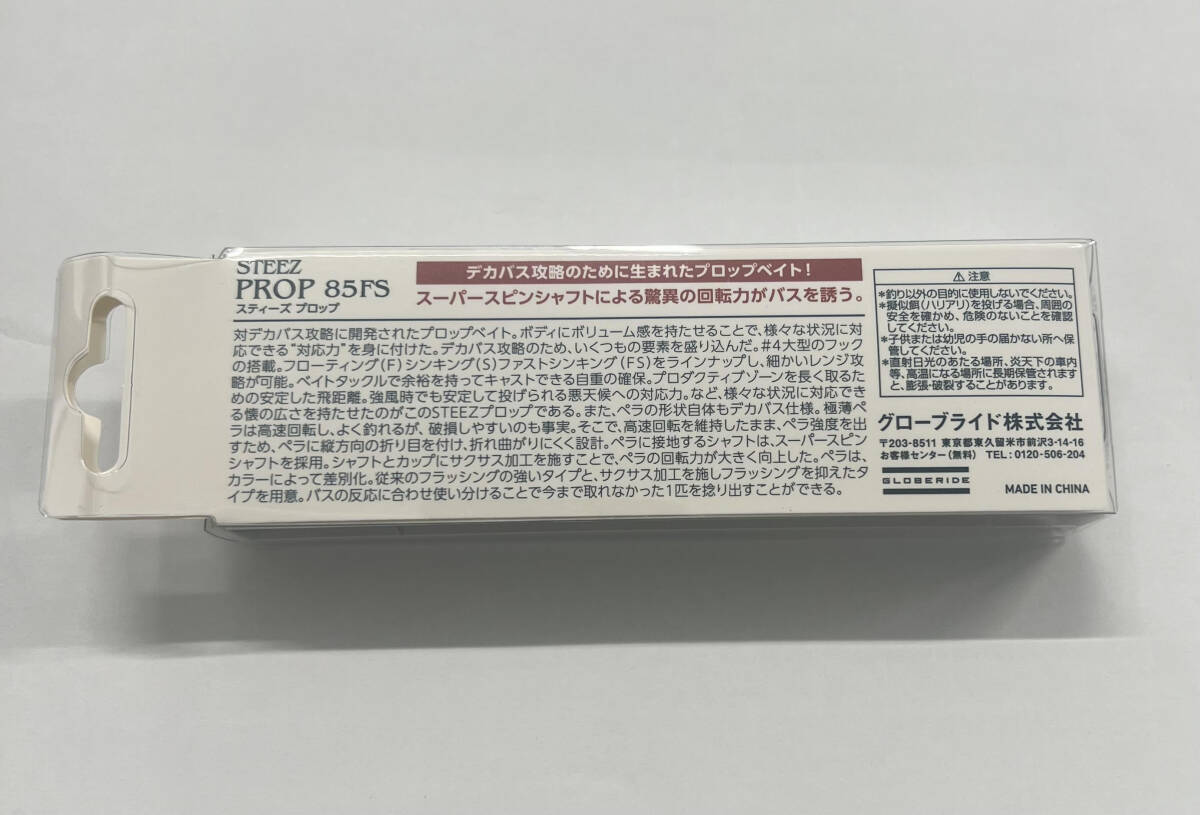 STEEZ
PROP 85FS
スティーズ プロップ
デカバス攻略のために生まれたプロップベイト!
スーパースピンシャフトによる驚異の回転力がバスを誘う。
対デカバス攻略に開発されたプロップベイト。ボディにボリューム感を持たせることで、様々な状況に対
応できる"対応力"を身に付けた。デカバス攻略のため、いくつもの要素を盛り込んだ。#4大型のフック
の搭載。フローティング(F)シンキング(S)ファストシンキング(FS)をラインナップし、細かいレンジ攻
略が可能。ベイトタックルで余裕を持ってキャストできる自重の確保。プロダクティブゾーンを長く取るた
めの安定した飛距離。強風時でも安定して投げられる悪天候への対応力。など、様々な状況に対応でき
る懐の広さを持たせたのがこのSTEEZプロップである。また、ペラの形状自体もデカバス仕様。極薄ペ
ラは高速回転し、よく釣れるが、破損しやすいのも事実。そこで、高速回転を維持したまま、ペラ強度を出
すため、ペラに縦方向の折り目を付け、折れ曲がりにくく設計。ペラに接地するシャフトは、スーパースピン
シャフトを採用。シャフトとカップにサクサス加工を施すことで、ペラの回転力が大きく向上した。ペラは、
カラーによって差別化。従来のフラッシングの強いタイプと、サクサス加工を施しフラッシングを抑えたタ
イプを用意。バスの反応に合わせ使い分けることで今まで取れなかった1匹を捻り出すことができる。
⚠ 注意
*釣り以外の目的に使用しないでください。
*擬似餌(ハリアリ)を投げる場合、周囲の
安全を確かめ、危険のないことを確認
してください。
*子供または幼児の手の届かない所へ保
管してください。
*直射日光のあたる場所、炎天下の車内
等、高温になる場所に長期保管されます
と、膨張・破裂することがあります。
グローブライド株式会社
〒203-8511 東京都東久留米市前沢3-14-16
お客様センター(無料) TEL:0120-506-204
GLOBERIDE
MADE IN CHINA